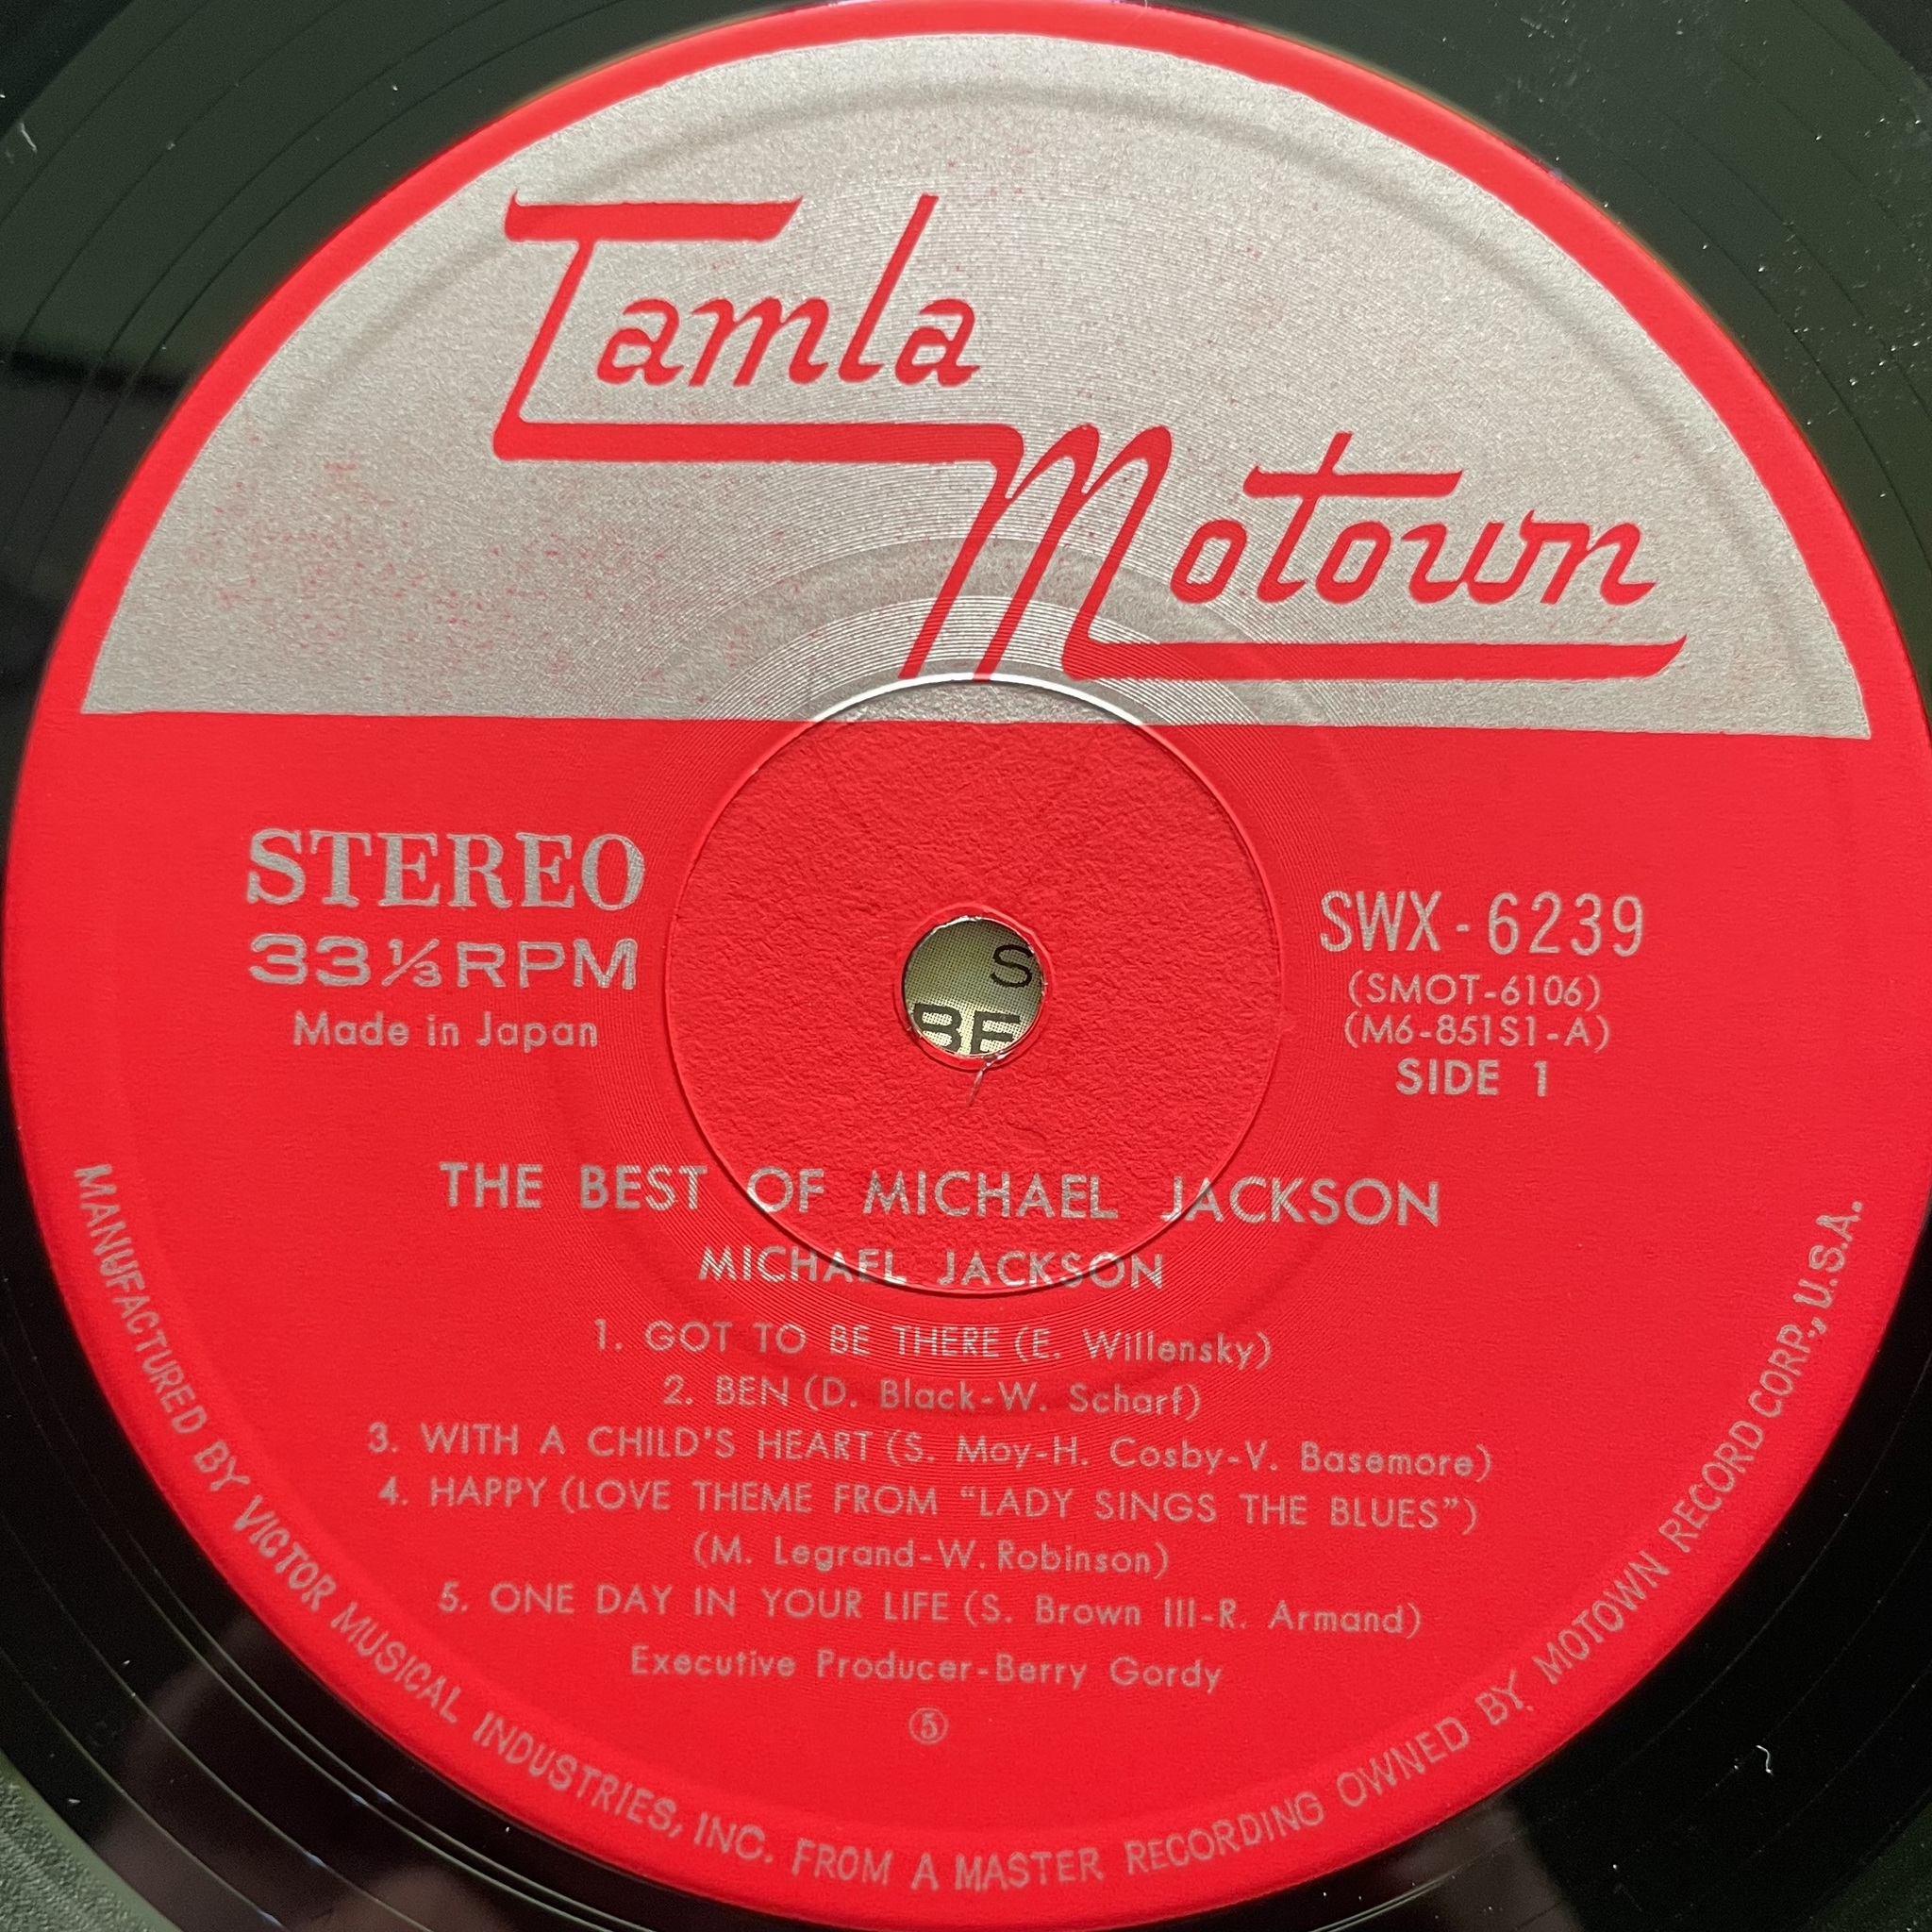 Tamla
Motown
STEREO
33⅓RPM
Made in Japan
SWX-6239
(SMOT-6106)
(M6-851S1-A)
SIDE 1
S
BE
THE BEST OF MICHAEL JACKSON
MICHAEL JACKSON
1. GOT TO BE THERE (E. Willensky)
2. BEN (D. Black-W. Scharf)
3. WITH A CHILD'S HEART (S. Moy-H. Cosby-V. Basemore)
4. HAPPY (LOVE THEME FROM "LADY SINGS THE BLUES")
(M. Legrand-W. Robinson)
5. ONE DAY IN YOUR LIFE (S. Brown III-R. Armand)
Executive Producer-Berry Gordy
⑤
MANUFACTURED BY VICTOR MUSICAL INDUSTRIES, INC. FROM A MASTER RECORDING OWNED BY MOTOWN RECORD CORP., U.S.A.